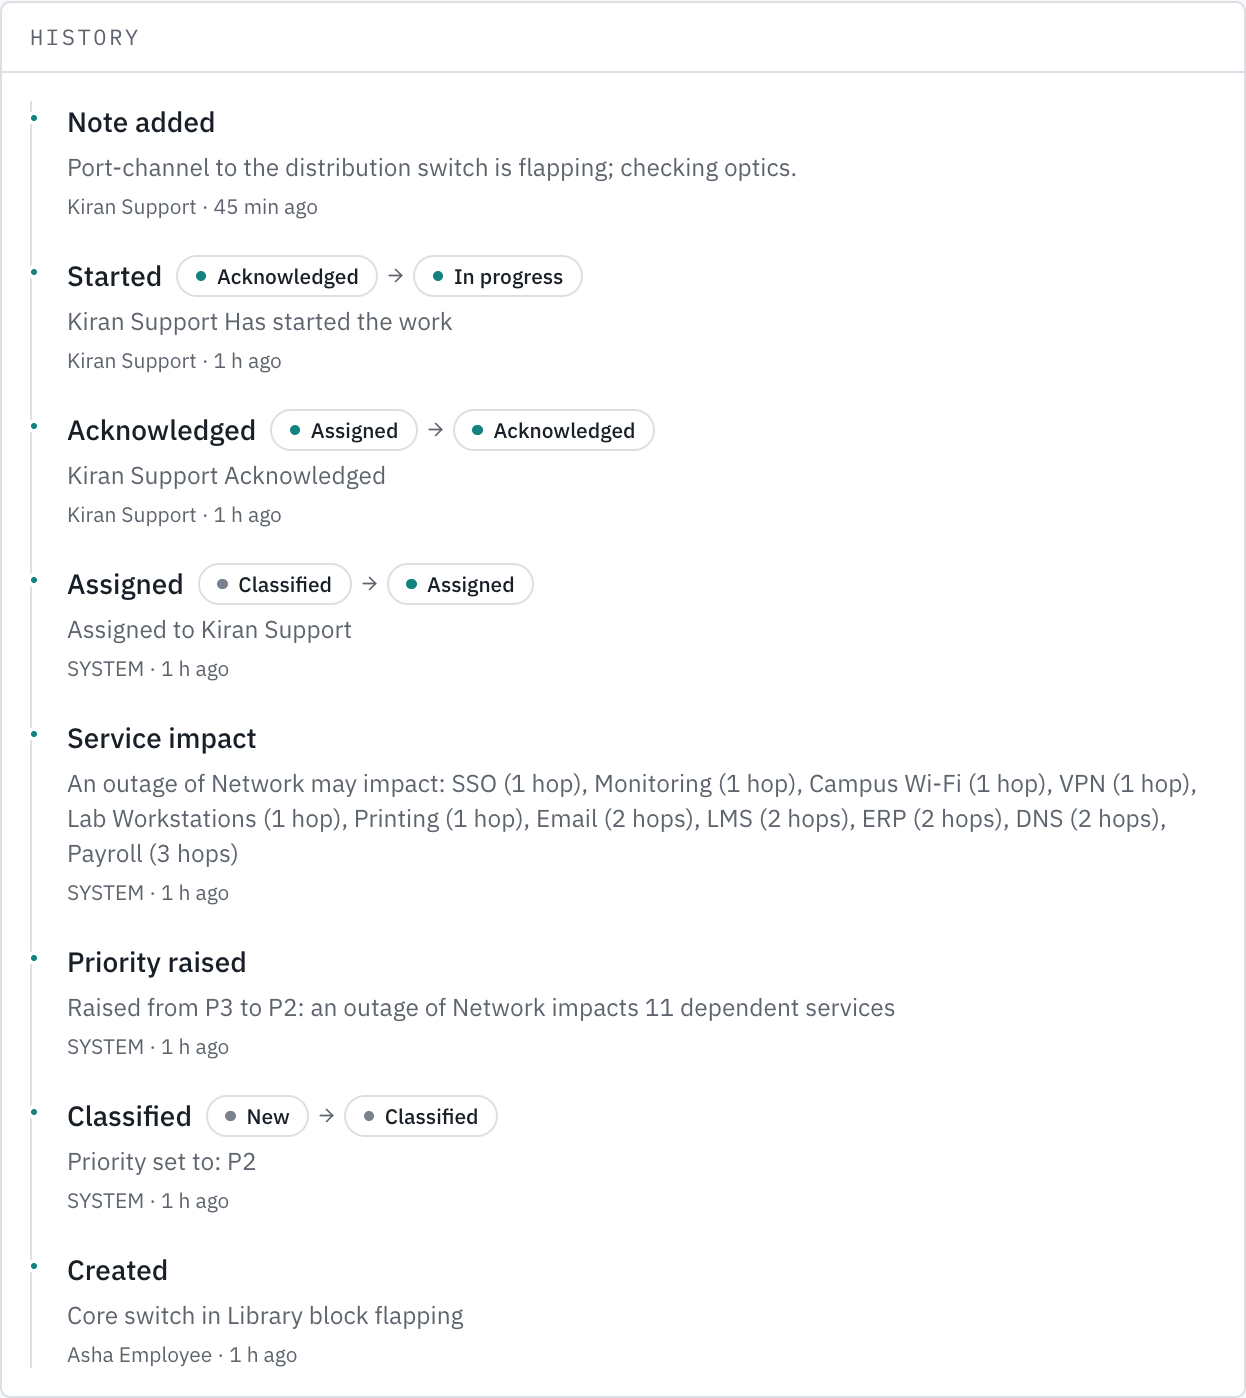 HISTORY
Note added
Port-channel to the distribution switch is flapping; checking optics.
Kiran Support · 45 min ago
Started Acknowledged → In progress
Kiran Support Has started the work
Kiran Support · 1 h ago
Acknowledged Assigned → Acknowledged
Kiran Support Acknowledged
Kiran Support · 1 h ago
Assigned Classified → Assigned
Assigned to Kiran Support
SYSTEM · 1 h ago
Service impact
An outage of Network may impact: SSO (1 hop), Monitoring (1 hop), Campus Wi-Fi (1 hop), VPN (1 hop),
Lab Workstations (1 hop), Printing (1 hop), Email (2 hops), LMS (2 hops), ERP (2 hops), DNS (2 hops),
Payroll (3 hops)
SYSTEM · 1 h ago
Priority raised
Raised from P3 to P2: an outage of Network impacts 11 dependent services
SYSTEM · 1 h ago
Classified New → Classified
Priority set to: P2
SYSTEM · 1 h ago
Created
Core switch in Library block flapping
Asha Employee · 1 h ago